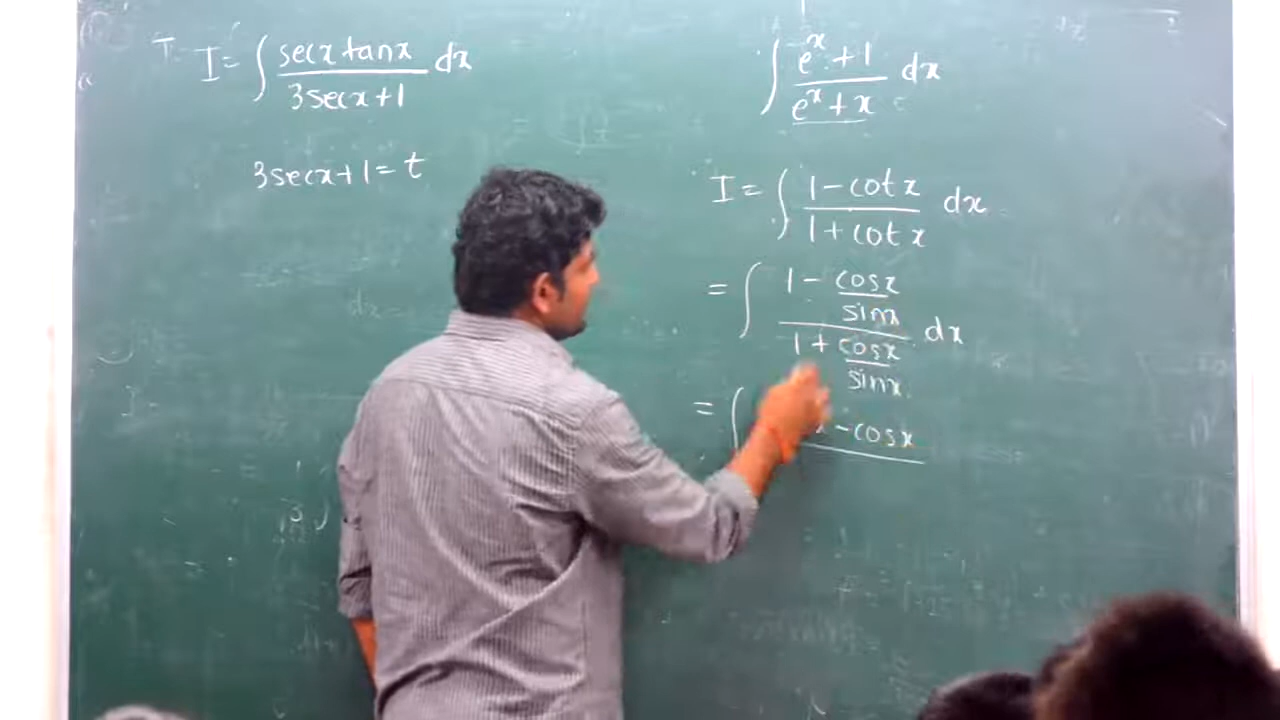 I = ∫ secx tanx / 3secx+1 dx
3secx+1 = t
∫ e^x + 1 / e^x + x dx
I = ∫ 1 - cotx / 1 + cotx dx
= ∫ 1 - cosx/sinx / 1 + cosx/sinx dx
= ∫ - cosx